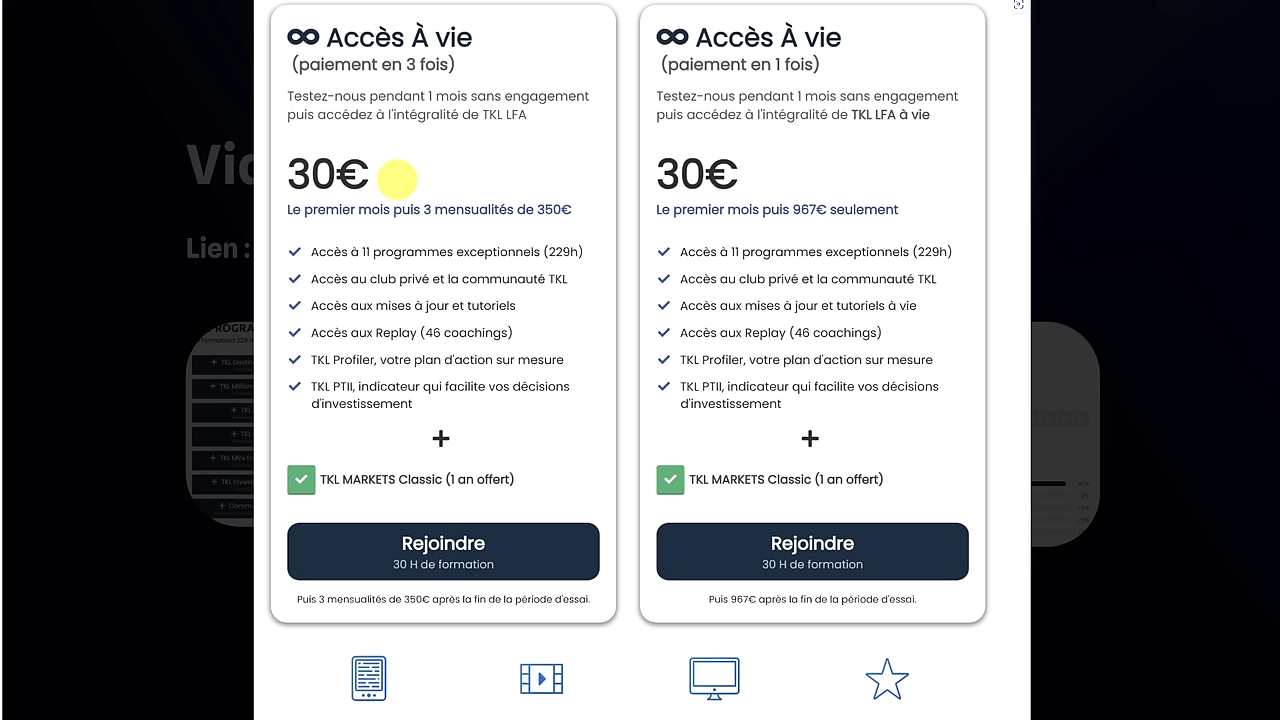 Accès À vie
(paiement en 3 fois)
Testez-nous pendant 1 mois sans engagement
puis accédez à l'intégralité de TKL LFA
30€
Le premier mois puis 3 mensualités de 350€
Accès à 11 programmes exceptionnels (229h)
Accès au club privé et la communauté TKL
Accès aux mises à jour et tutoriels
Accès aux Replay (46 coachings)
TKL Profiler, votre plan d'action sur mesure
TKL PTII, indicateur qui facilite vos décisions
d'investissement
+
TKL MARKETS Classic (1 an offert)
Rejoindre
30 H de formation
Puis 3 mensualités de 350€ après la fin de la période d'essai.
Accès À vie
(paiement en 1 fois)
Testez-nous pendant 1 mois sans engagement
puis accédez à l'intégralité de TKL LFA à vie
30€
Le premier mois puis 967€ seulement
Accès à 11 programmes exceptionnels (229h)
Accès au club privé et la communauté TKL
Accès aux mises à jour et tutoriels à vie
Accès aux Replay (46 coachings)
TKL Profiler, votre plan d'action sur mesure
TKL PTII, indicateur qui facilite vos décisions
d'investissement
+
TKL MARKETS Classic (1 an offert)
Rejoindre
30 H de formation
Puis 967€ après la fin de la période d'essai.
Lien :